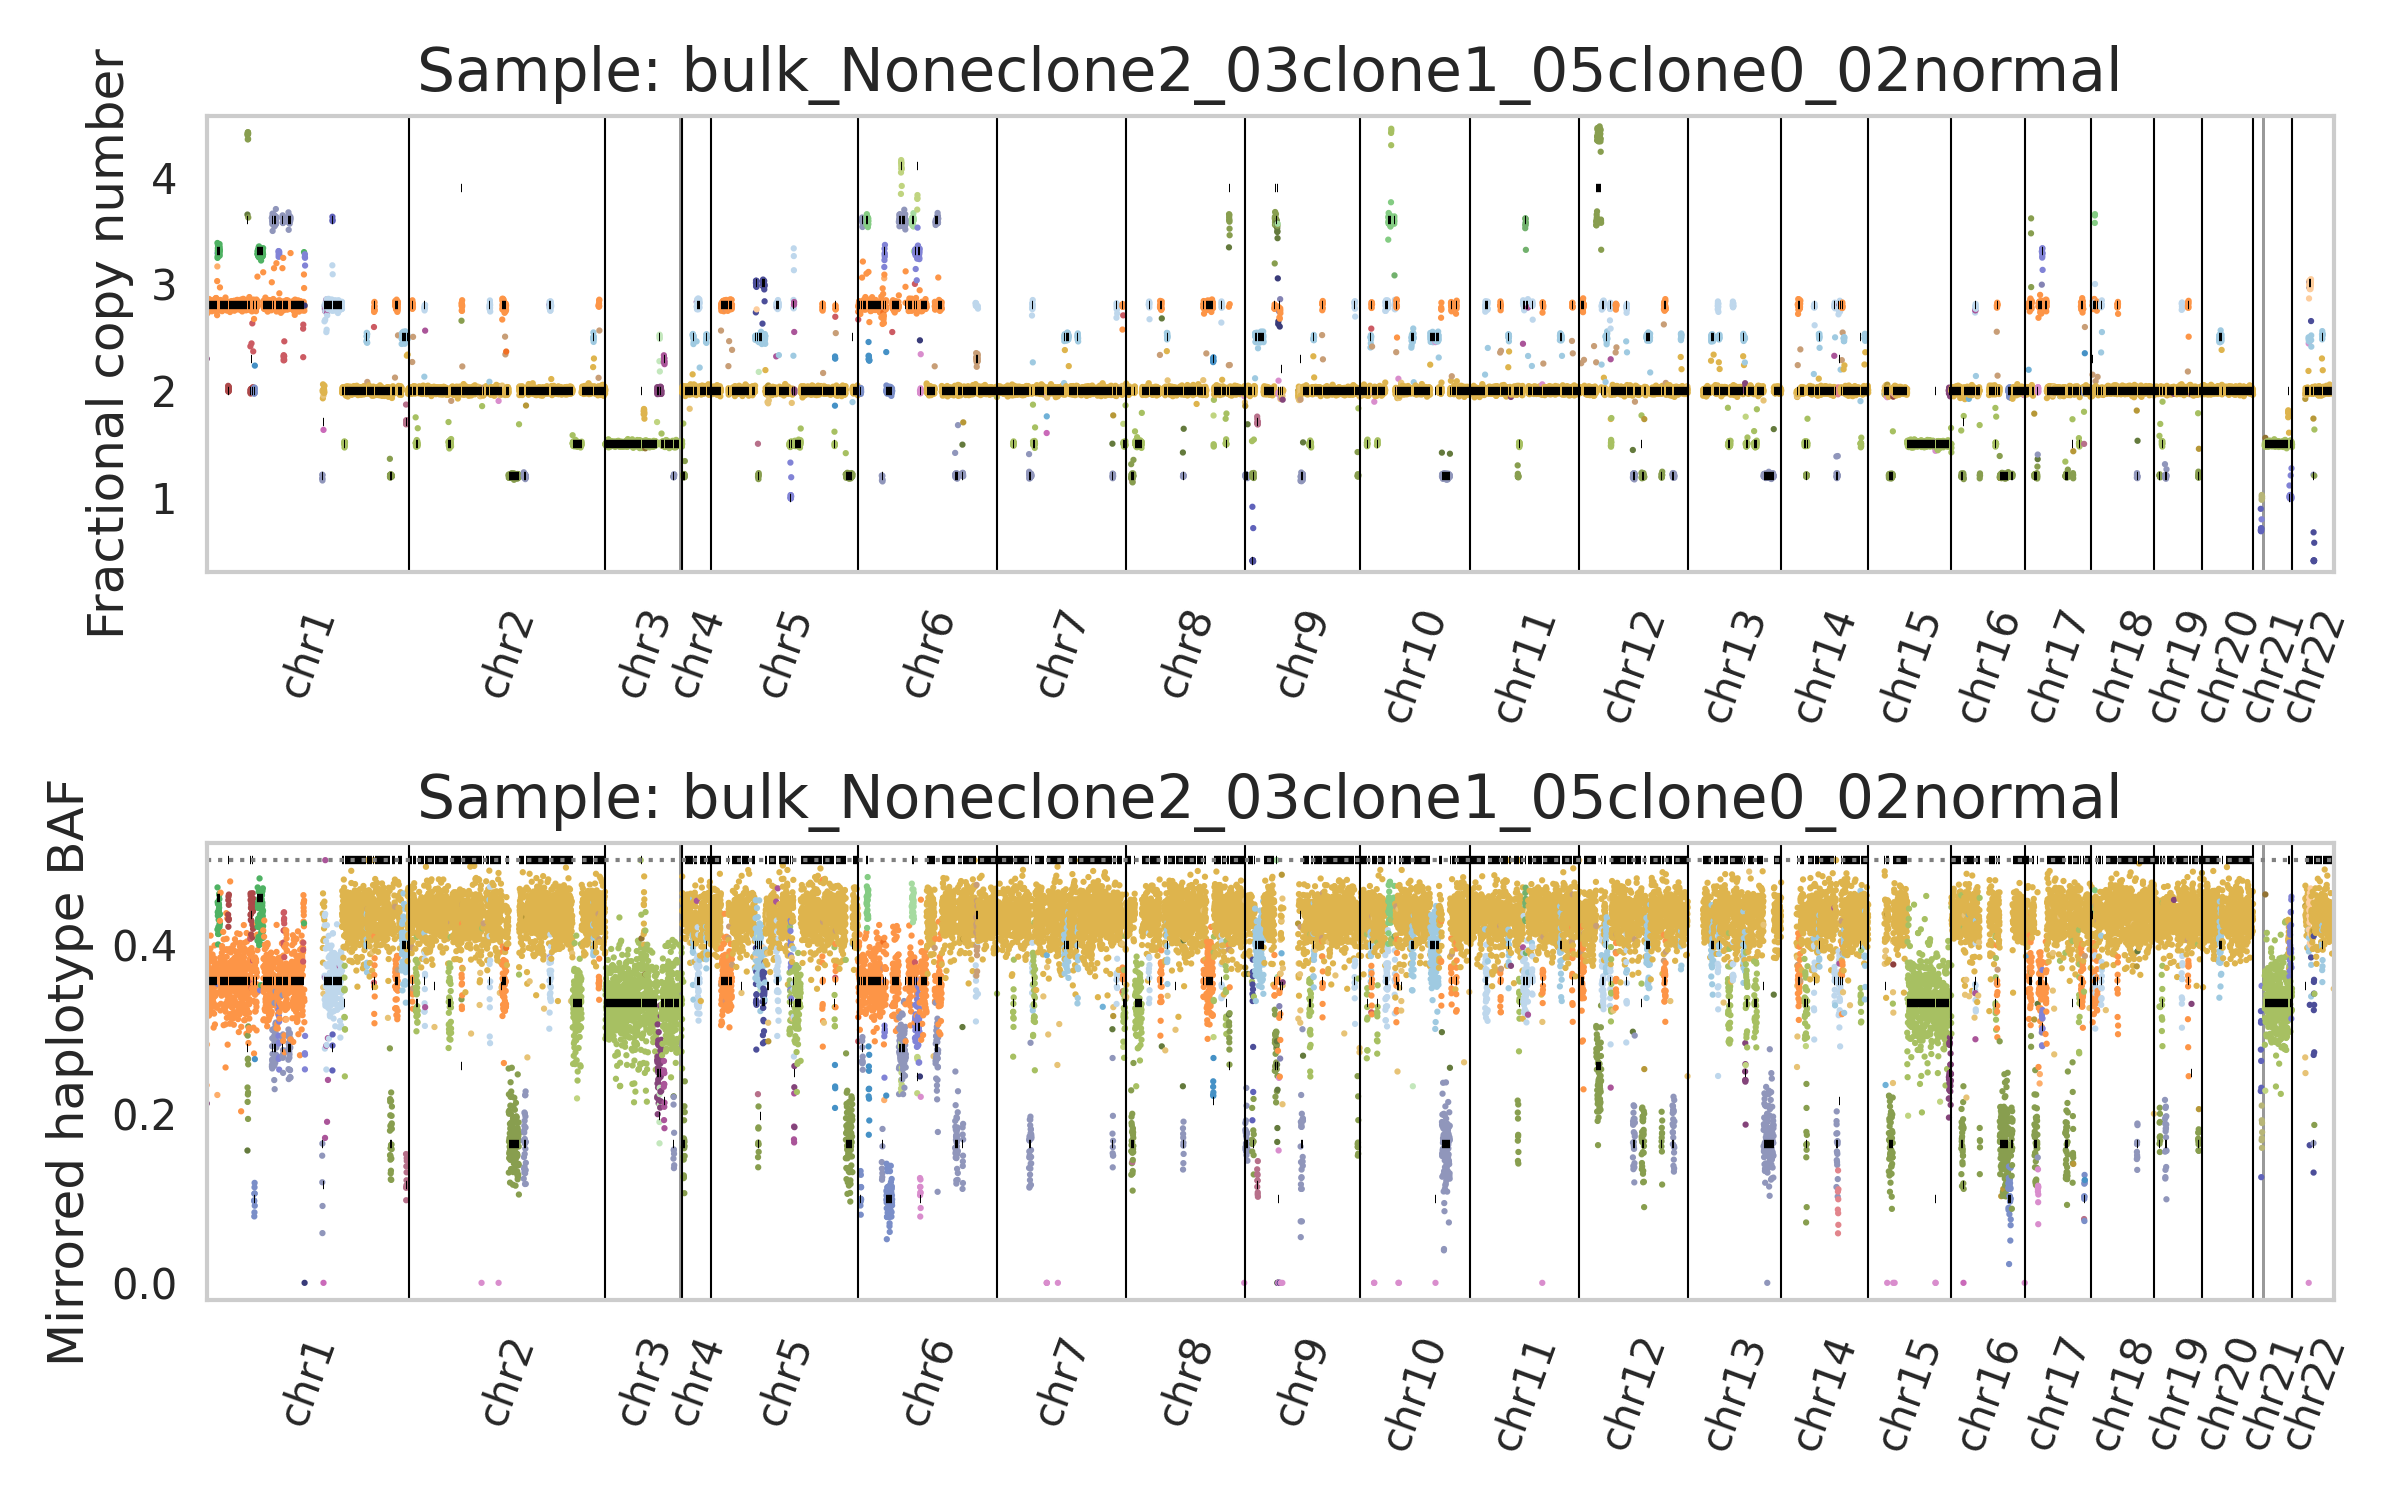 Sample: bulk_Noneclone2_03clone1_05clone0_02normal
Fractional copy number
4
3
2
1
chr1 chr2 chr3 chr4 chr5 chr6 chr7 chr8 chr9 chr10 chr11 chr12 chr13 chr14 chr15 chr16 chr17 chr18 chr19 chr20 chr21 chr22
Sample: bulk_Noneclone2_03clone1_05clone0_02normal
Mirrored haplotype BAF
0.4
0.2
0.0
chr1 chr2 chr3 chr4 chr5 chr6 chr7 chr8 chr9 chr10 chr11 chr12 chr13 chr14 chr15 chr16 chr17 chr18 chr19 chr20 chr21 chr22